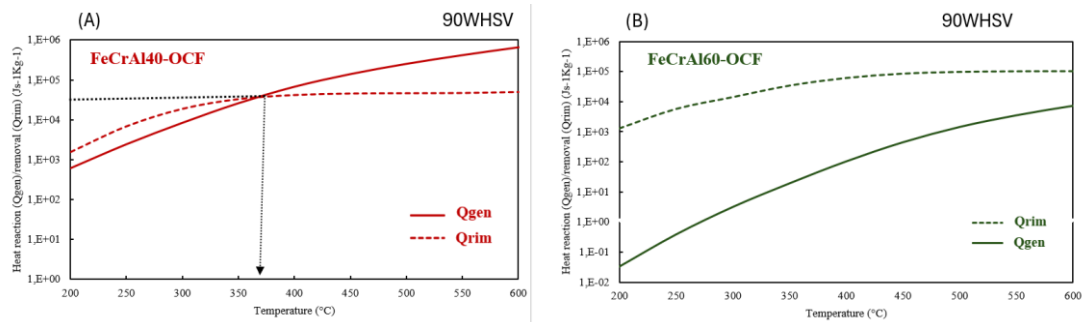 (A)
90WHSV
FeCrAl40-OCF
Heat reaction (Qgen)/removal (Qrim) (Js-1Kg-1)
1,E+06
1,E+05
1,E+04
1,E+03
1,E+02
1,E+01
1,E+00
Qgen
Qrim
200 250 300 350 400 450 500 550 600
Temperature (°C)
(B)
90WHSV
FeCrAl60-OCF
Heat reaction (Qgen)/removal (Qrim) (Js-1Kg-1)
1,E+06
1,E+05
1,E+04
1,E+03
1,E+02
1,E+01
1,E+00
1,E-01
1,E-02
Qrim
Qgen
200 250 300 350 400 450 500 550 600
Temperature (°C)